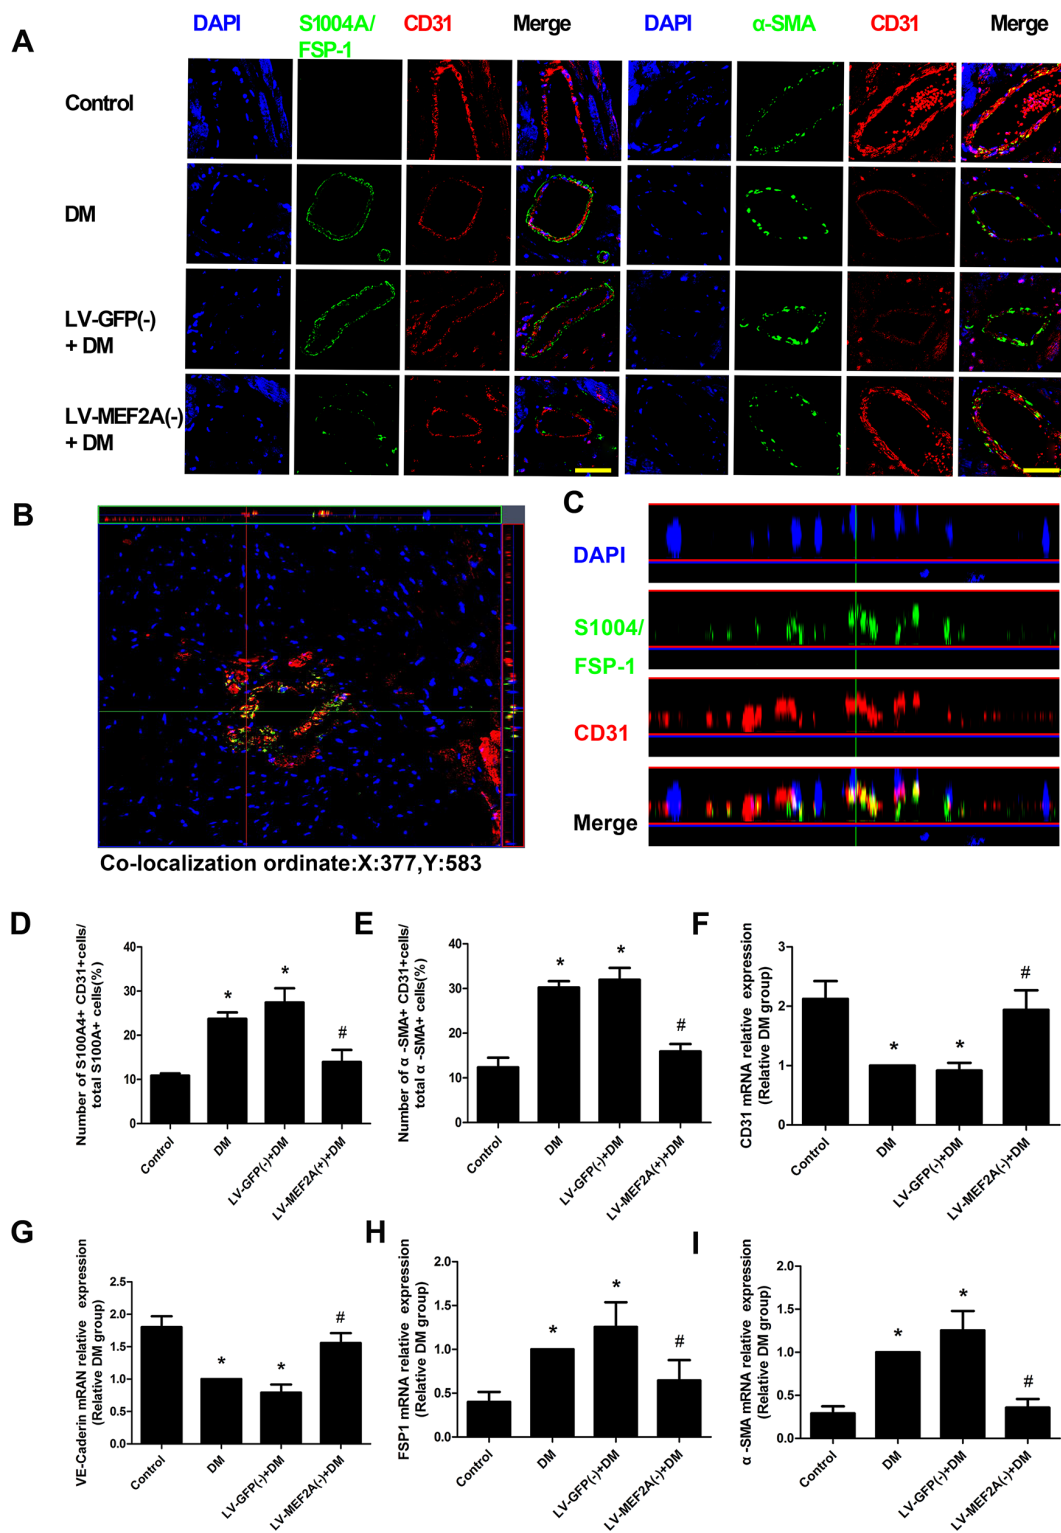 A
DAPI
S1004A/
FSP-1
CD31
Merge
DAPI
α-SMA
CD31
Merge
Control
DM
LV-GFP(-)
+ DM
LV-MEF2A(-)
+ DM
B
Co-localization ordinate:X:377,Y:583
C
DAPI
S1004/
FSP-1
CD31
Merge
D
Number of S100A4+ CD31+cells/
total S100A+ cells(%)
40
30
20
10
0
*
*
#
Control
DM
LV-GFP(-)+DM
LV-MEF2A(+)+DM
E
Number of α -SMA+ CD31+cells/
total α -SMA+ cells(%)
40
30
20
10
0
*
*
#
Control
DM
LV-GFP(-)+DM
LV-MEF2A(+)+DM
F
CD31 mRNA relative expression
(Relative DM group)
3
2
1
0
*
*
#
Control
DM
LV-GFP(-)+DM
LV-MEF2A(-)+DM
G
VE-Caderin mRAN relative expression
(Relative DM group)
2.5
2.0
1.5
1.0
0.5
0.0
*
*
#
Control
DM
LV-GFP(-)+DM
LV-MEF2A(-)+DM
H
FSP1 mRNA relative expression
(Relative DM group)
2.0
1.5
1.0
0.5
0.0
*
*
#
Control
DM
LV-GFP(-)+DM
LV-MEF2A(-)+DM
I
α -SMA mRNA relative expression
(Relative DM group)
2.0
1.5
1.0
0.5
0.0
*
*
#
Control
DM
LV-GFP(-)+DM
LV-MEF2A(-)+DM